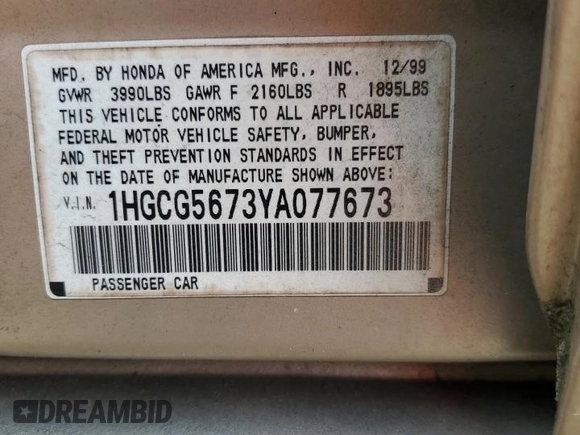 MFD. BY HONDA OF AMERICA MFG., INC. 12/99
GVWR 3990LBS GAWR F 2160LBS R 1895LBS
THIS VEHICLE CONFORMS TO ALL APPLICABLE
FEDERAL MOTOR VEHICLE SAFETY, BUMPER,
AND THEFT PREVENTION STANDARDS IN EFFECT
ON THE DATE OF MANUFACTURE SHOWN ABOVE:
V.I.N. 1HGCG5673YA077673
PASSENGER CAR
DREAMBID